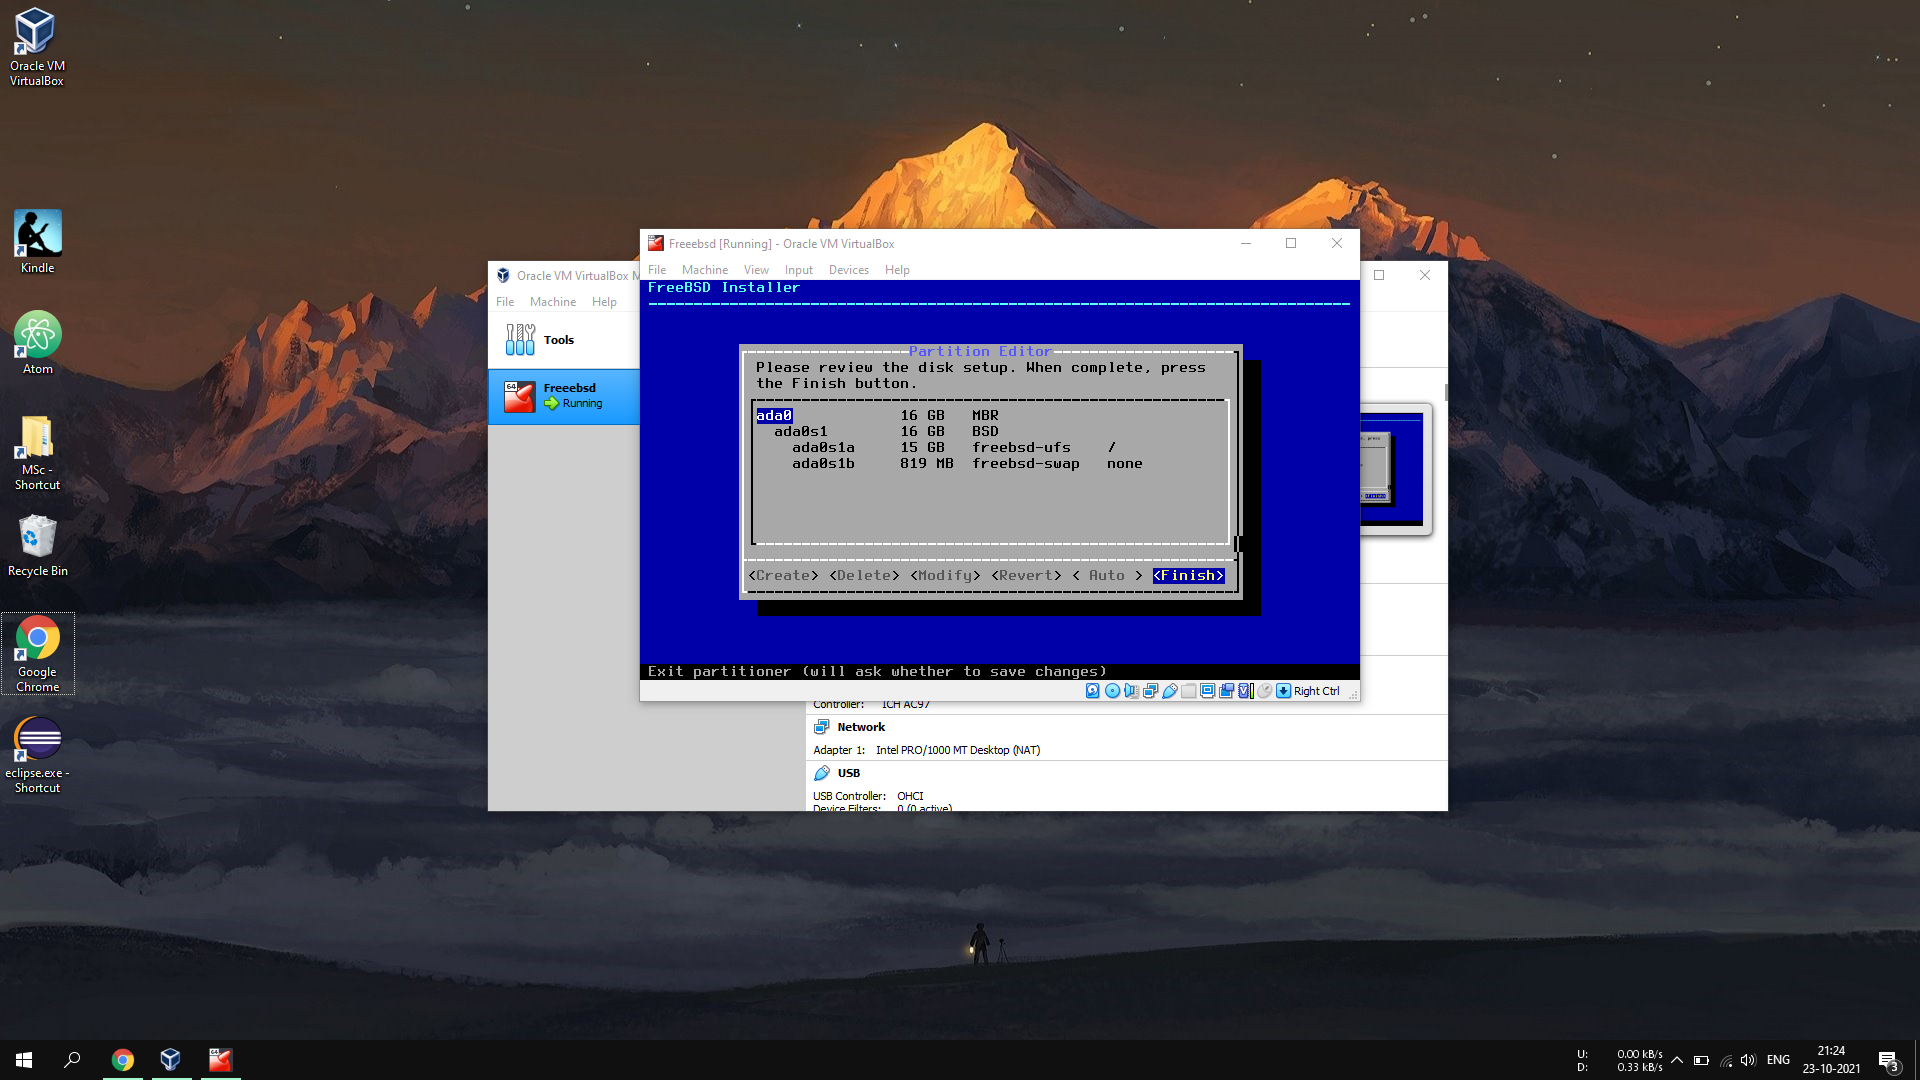 Oracle VM
VirtualBox
Kindle
Atom
MSc -
Shortcut
Recycle Bin
Google
Chrome
eclipse.exe -
Shortcut
Oracle VM VirtualBox M
File Machine Help
Tools
64
Freeebsd
Running
Freeebsd [Running] - Oracle VM VirtualBox
File Machine View Input Devices Help
FreeBSD Installer
Partition Editor
Please review the disk setup. When complete, press
the Finish button.
ada0 16 GB MBR
ada0s1 16 GB BSD
ada0s1a 15 GB freebsd-ufs /
ada0s1b 819 MB freebsd-swap none
<Create> <Delete> <Modify> <Revert> < Auto > <Finish>
Exit partitioner (will ask whether to save changes)
Right Ctrl
Controller: ICH AC97
Network
Adapter 1: Intel PRO/1000 MT Desktop (NAT)
USB
USB Controller: OHCI
Device Filters: 0 (0 active)
U: 0.00 kB/s
D: 0.33 kB/s
ENG
21:24
23-10-2021
3